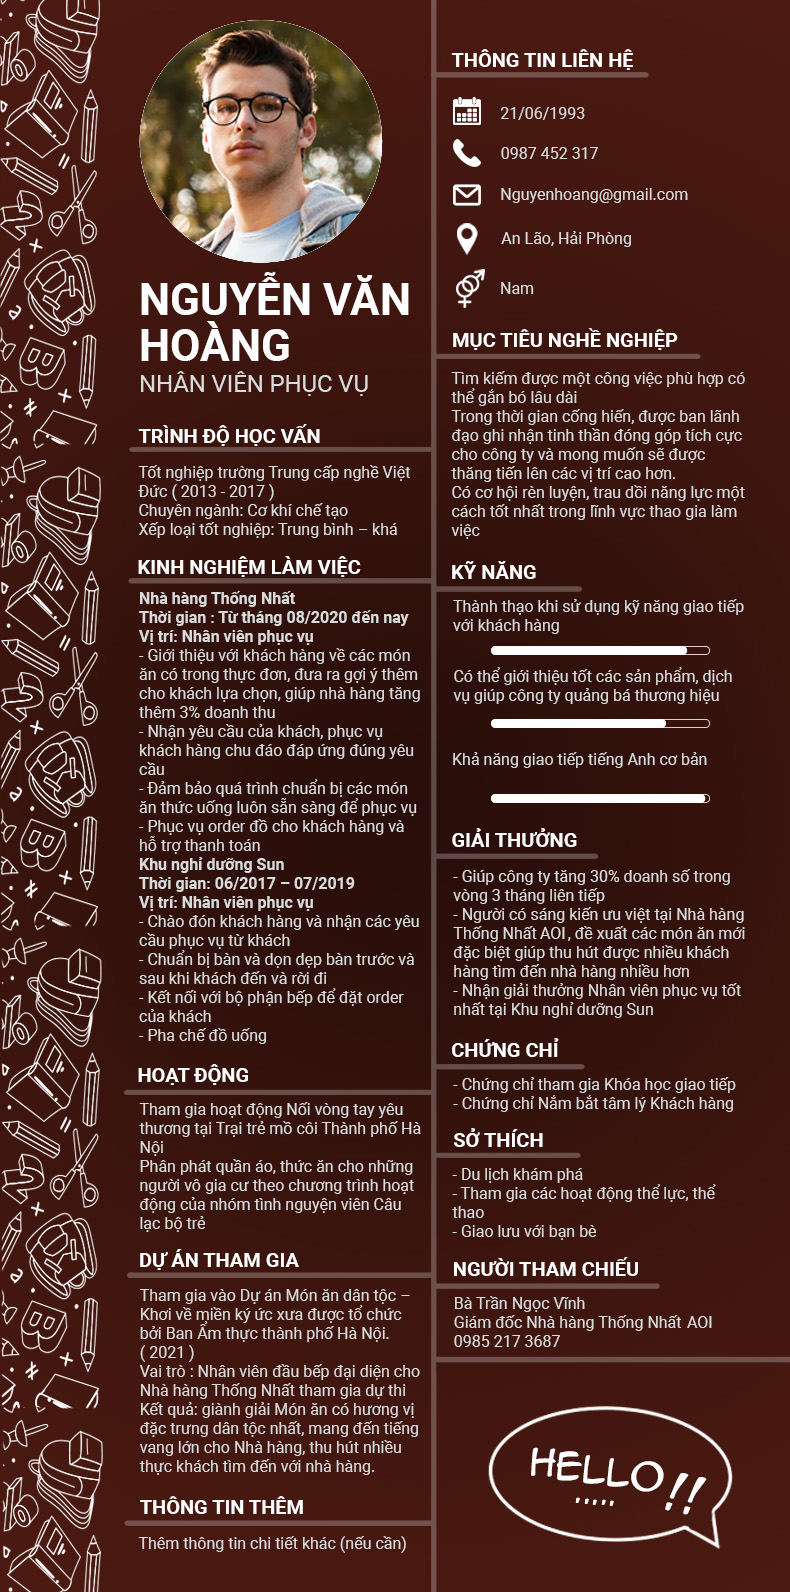 NGUYỄN VĂN
HOÀNG
NHÂN VIÊN PHỤC VỤ
TRÌNH ĐỘ HỌC VẤN
Tốt nghiệp trường Trung cấp nghề Việt
Đức ( 2013 - 2017 )
Chuyên ngành: Cơ khí chế tạo
Xếp loại tốt nghiệp: Trung bình – khá
KINH NGHIỆM LÀM VIỆC
Nhà hàng Thống Nhất
Thời gian : Từ tháng 08/2020 đến nay
Vị trí: Nhân viên phục vụ
- Giới thiệu với khách hàng về các món
ăn có trong thực đơn, đưa ra gợi ý thêm
cho khách lựa chọn, giúp nhà hàng tăng
thêm 3% doanh thu
- Nhận yêu cầu của khách, phục vụ
khách hàng chu đáo đáp ứng đúng yêu
cầu
- Đảm bảo quá trình chuẩn bị các món
ăn thức uống luôn sẵn sàng để phục vụ
- Phục vụ order đồ cho khách hàng và
hỗ trợ thanh toán
Khu nghỉ dưỡng Sun
Thời gian: 06/2017 – 07/2019
Vị trí: Nhân viên phục vụ
- Chào đón khách hàng và nhận các yêu
cầu phục vụ từ khách
- Chuẩn bị bàn và dọn dẹp bàn trước và
sau khi khách đến và rời đi
- Kết nối với bộ phận bếp để đặt order
của khách
- Pha chế đồ uống
HOẠT ĐỘNG
Tham gia hoạt động Nối vòng tay yêu
thương tại Trại trẻ mồ côi Thành phố Hà
Nội
Phân phát quần áo, thức ăn cho những
người vô gia cư theo chương trình hoạt
động của nhóm tình nguyện viên Câu
lạc bộ trẻ
DỰ ÁN THAM GIA
Tham gia vào Dự án Món ăn dân tộc –
Khơi về miền ký ức xưa được tổ chức
bởi Ban Ẩm thực thành phố Hà Nội.
( 2021 )
Vai trò : Nhân viên đầu bếp đại diện cho
Nhà hàng Thống Nhất tham gia dự thi
Kết quả: giành giải Món ăn có hương vị
đặc trưng dân tộc nhất, mang đến tiếng
vang lớn cho Nhà hàng, thu hút nhiều
thực khách tìm đến với nhà hàng.
THÔNG TIN THÊM
Thêm thông tin chi tiết khác (nếu cần)
THÔNG TIN LIÊN HỆ
21/06/1993
0987 452 317
Nguyenhoang@gmail.com
An Lão, Hải Phòng
Nam
MỤC TIÊU NGHỀ NGHIỆP
Tìm kiếm được một công việc phù hợp có
thể gắn bó lâu dài
Trong thời gian cống hiến, được ban lãnh
đạo ghi nhận tinh thần đóng góp tích cực
cho công ty và mong muốn sẽ được
thăng tiến lên các vị trí cao hơn.
Có cơ hội rèn luyện, trau dồi năng lực một
cách tốt nhất trong lĩnh vực thao gia làm
việc
KỸ NĂNG
Thành thạo khi sử dụng kỹ năng giao tiếp
với khách hàng
Có thể giới thiệu tốt các sản phẩm, dịch
vụ giúp công ty quảng bá thương hiệu
Khả năng giao tiếp tiếng Anh cơ bản
GIẢI THƯỞNG
- Giúp công ty tăng 30% doanh số trong
vòng 3 tháng liên tiếp
- Người có sáng kiến ưu việt tại Nhà hàng
Thống Nhất AOI, đề xuất các món ăn mới
đặc biệt giúp thu hút được nhiều khách
hàng tìm đến nhà hàng nhiều hơn
- Nhận giải thưởng Nhân viên phục vụ tốt
nhất tại Khu nghỉ dưỡng Sun
CHỨNG CHỈ
- Chứng chỉ tham gia Khóa học giao tiếp
- Chứng chỉ Nắm bắt tâm lý Khách hàng
SỞ THÍCH
- Du lịch khám phá
- Tham gia các hoạt động thể lực, thể
thao
- Giao lưu với bạn bè
NGƯỜI THAM CHIẾU
Bà Trần Ngọc Vĩnh
Giám đốc Nhà hàng Thống Nhất AOI
0985 217 3687
HELLO!!